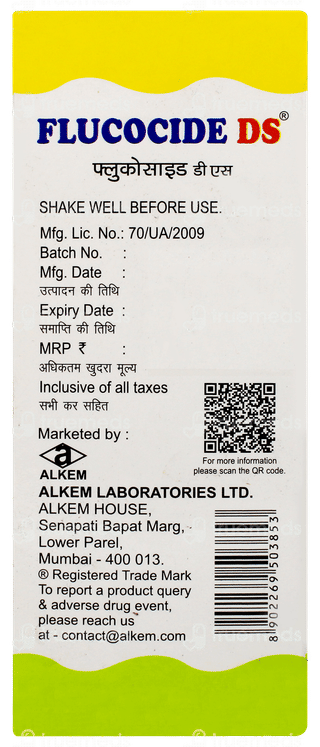 FLUCOCIDE DS®
फ्लुकोसाइड डी एस
SHAKE WELL BEFORE USE.
Mfg. Lic. No.: 70/UA/2009
Batch No. :
Mfg. Date :
उत्पादन की तिथि
Expiry Date :
समाप्ति की तिथि
MRP ₹ :
अधिकतम खुदरा मूल्य
Inclusive of all taxes
सभी कर सहित
For more information
please scan the QR code.
Marketed by :
a
ALKEM
ALKEM LABORATORIES LTD.
ALKEM HOUSE,
Senapati Bapat Marg,
Lower Parel,
Mumbai - 400 013.
® Registered Trade Mark
To report a product query
& adverse drug event,
please reach us
at - contact@alkem.com
8 902269 503853